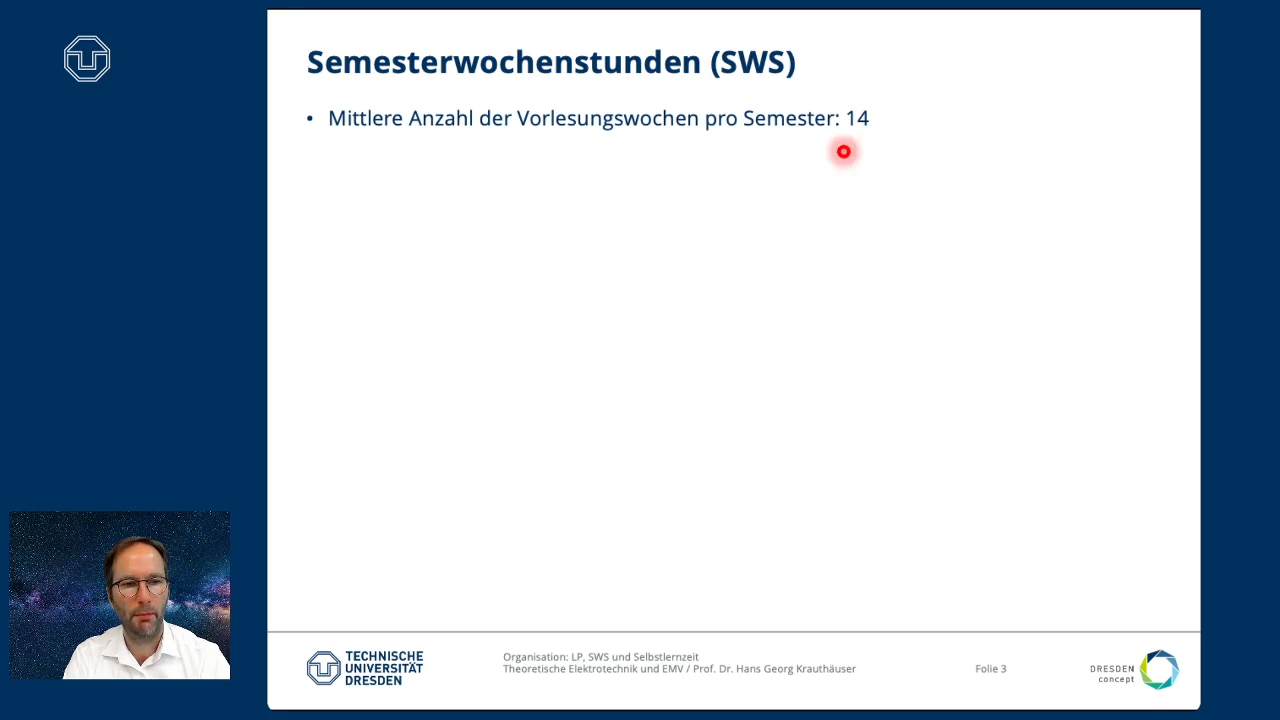 Semesterwochenstunden (SWS)
• Mittlere Anzahl der Vorlesungswochen pro Semester: 14
TECHNISCHE
UNIVERSITÄT
DRESDEN
Organisation: LP, SWS und Selbstlernzeit
Theoretische Elektrotechnik und EMV / Prof. Dr. Hans Georg Krauthäuser
Folie 3
DRESDEN
concept